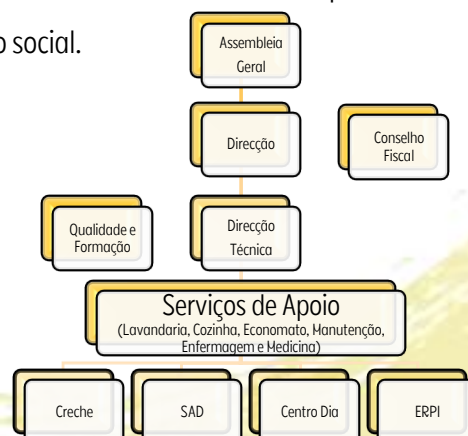 o social.
Assembleia
Geral
Direcção
Conselho
Fiscal
Qualidade e
Formação
Direcção
Técnica
Serviços de Apoio
(Lavandaria, Cozinha, Economato, Manutenção,
Enfermagem e Medicina)
Creche
SAD
Centro Dia
ERPI